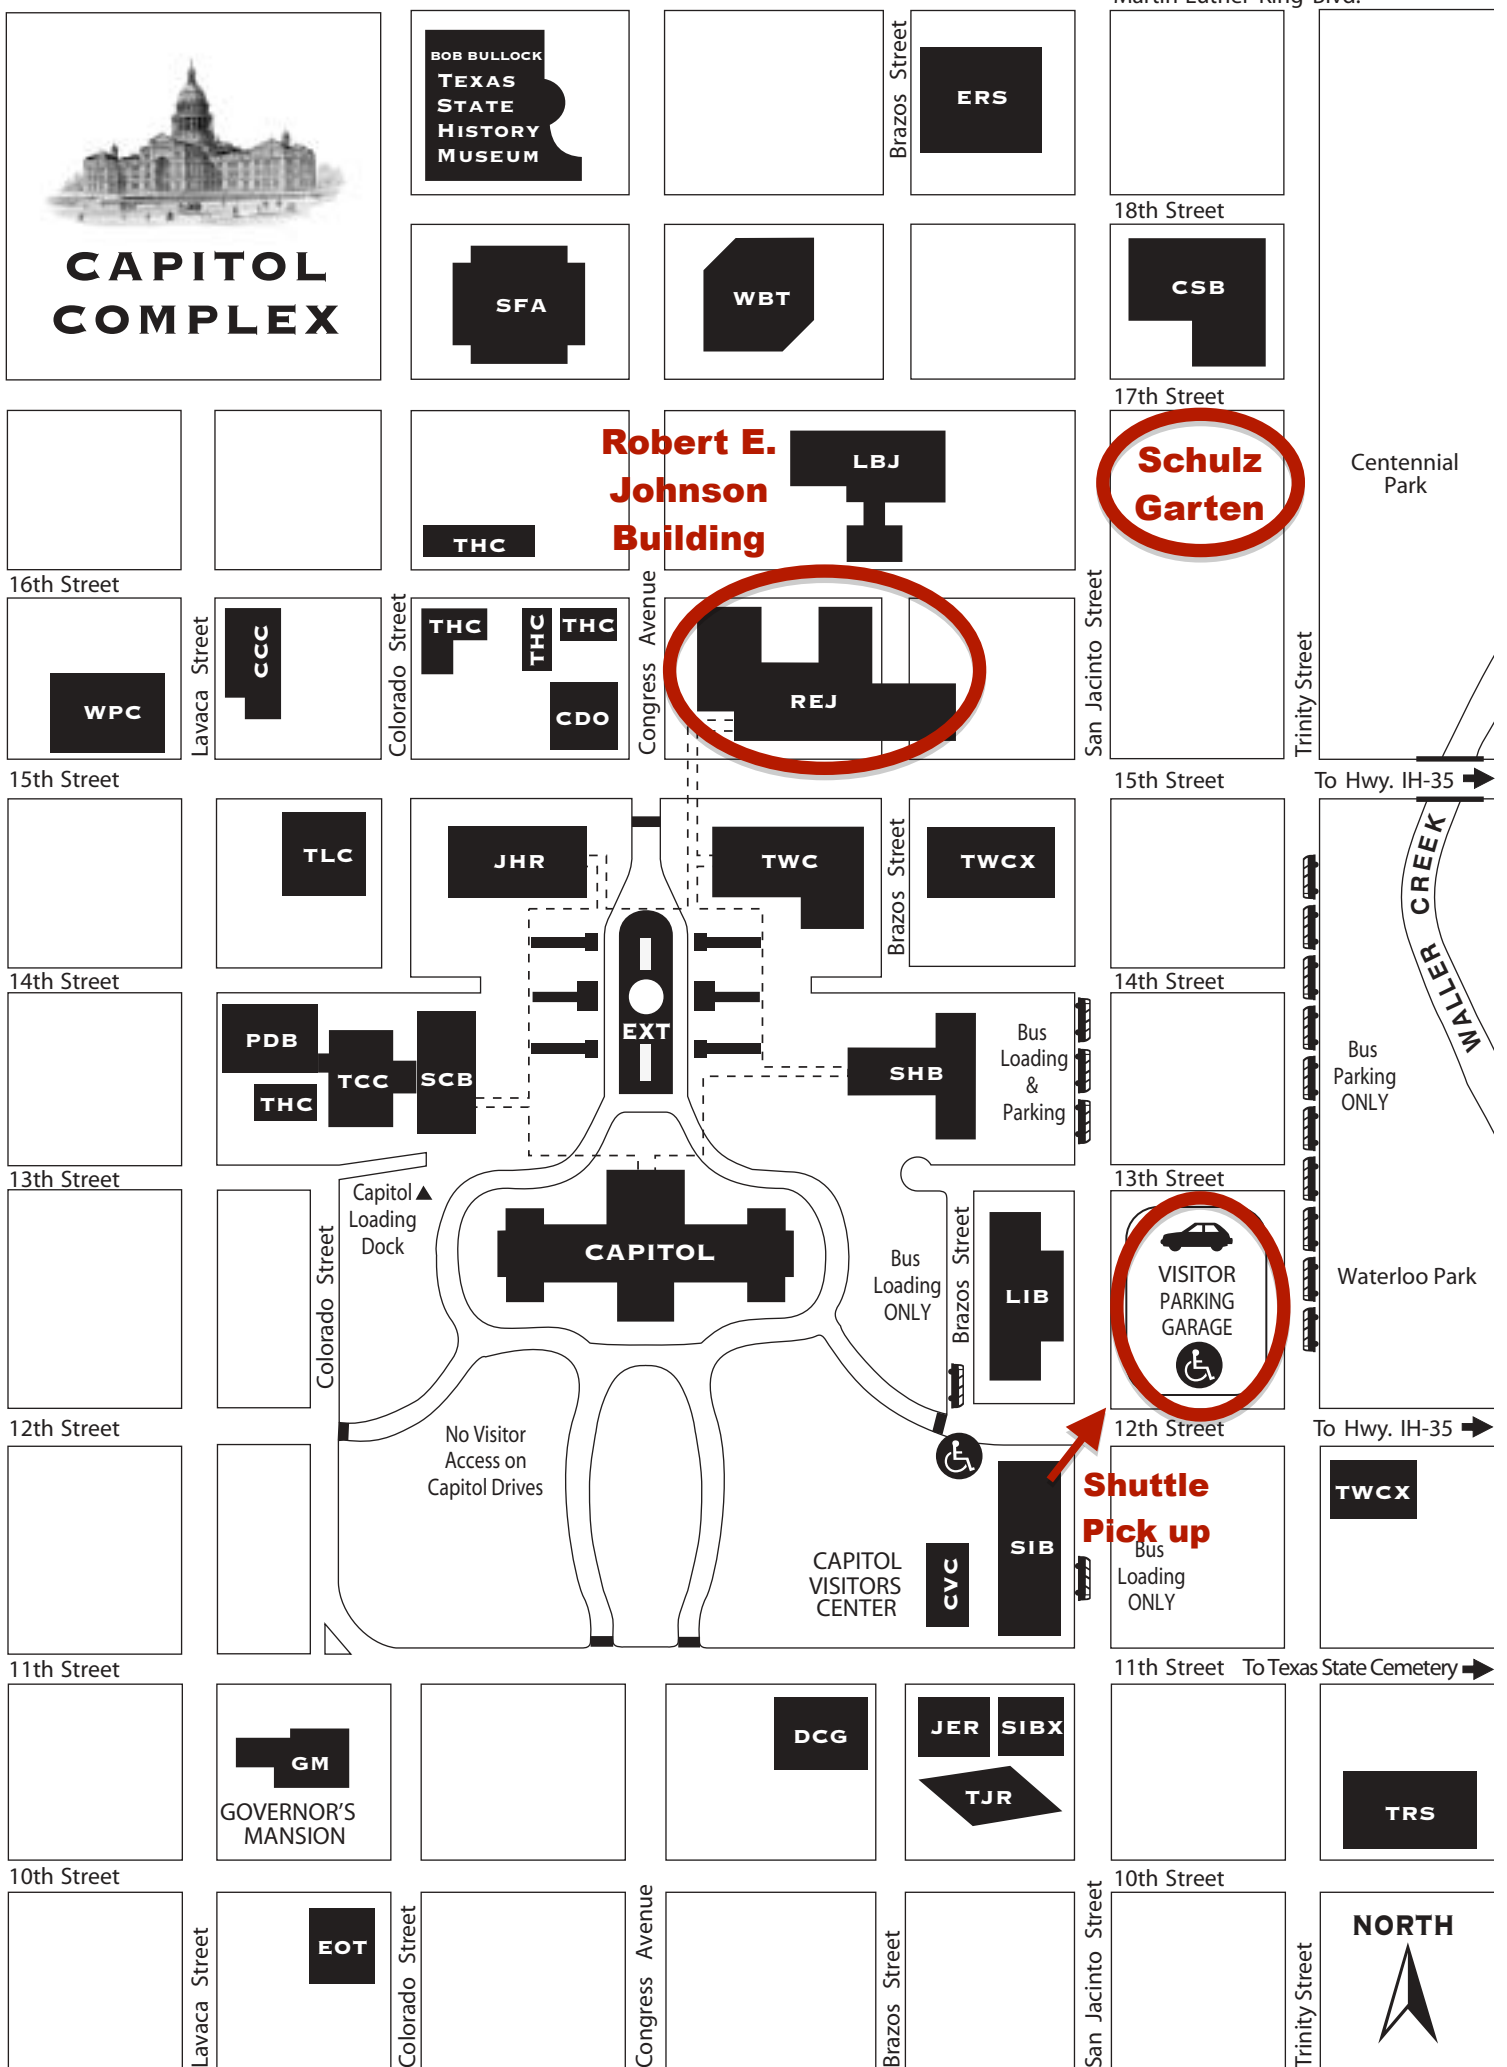 Martin Luther King Blvd.
CAPITOL
COMPLEX
BOB BULLOCK
TEXAS
STATE
HISTORY
MUSEUM
Brazos Street
ERS
18th Street
SFA
WBT
CSB
17th Street
Robert E.
Johnson
Building
LBJ
Schulz
Garten
Centennial
Park
THC
16th Street
Lavaca Street
CCC
Colorado Street
THC
THC
THC
Congress Avenue
San Jacinto Street
Trinity Street
WPC
CDO
REJ
15th Street
15th Street
To Hwy. IH-35
TLC
JHR
TWC
Brazos Street
TWCX
WALLER CREEK
14th Street
14th Street
PDB
TCC
SCB
THC
EXT
SHB
Bus
Loading
&
Parking
Bus
Parking
ONLY
13th Street
13th Street
Capitol
Loading
Dock
Colorado Street
CAPITOL
Bus
Loading
ONLY
Brazos Street
LIB
VISITOR
PARKING
GARAGE
Waterloo Park
12th Street
12th Street
To Hwy. IH-35
No Visitor
Access on
Capitol Drives
Shuttle
Pick up
TWCX
CAPITOL
VISITORS
CENTER
CVC
SIB
Bus
Loading
ONLY
11th Street
11th Street
To Texas State Cemetery
GM
GOVERNOR'S
MANSION
DCG
JER
SIBX
TJR
TRS
10th Street
10th Street
Lavaca Street
EOT
Colorado Street
Congress Avenue
Brazos Street
San Jacinto Street
Trinity Street
NORTH